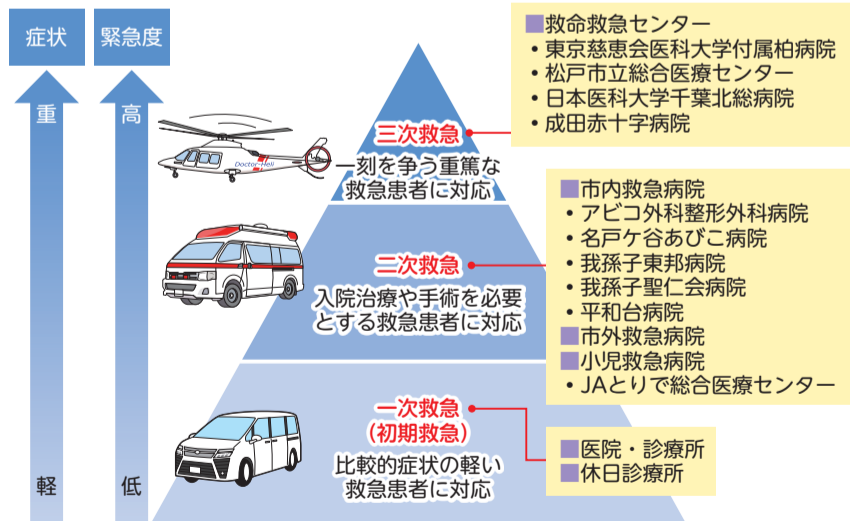 症状
緊急度
重
高
軽
低
Doctor-Heli
三次救急
一刻を争う重篤な
救急患者に対応
■救命救急センター
・東京慈恵会医科大学付属柏病院
・松戸市立総合医療センター
・日本医科大学千葉北総病院
・成田赤十字病院
二次救急
入院治療や手術を必要
とする救急患者に対応
■市内救急病院
・アビコ外科整形外科病院
・名戸ケ谷あびこ病院
・我孫子東邦病院
・我孫子聖仁会病院
・平和台病院
■市外救急病院
■小児救急病院
・JAとりで総合医療センター
一次救急
(初期救急)
比較的症状の軽い
救急患者に対応
■医院・診療所
■休日診療所